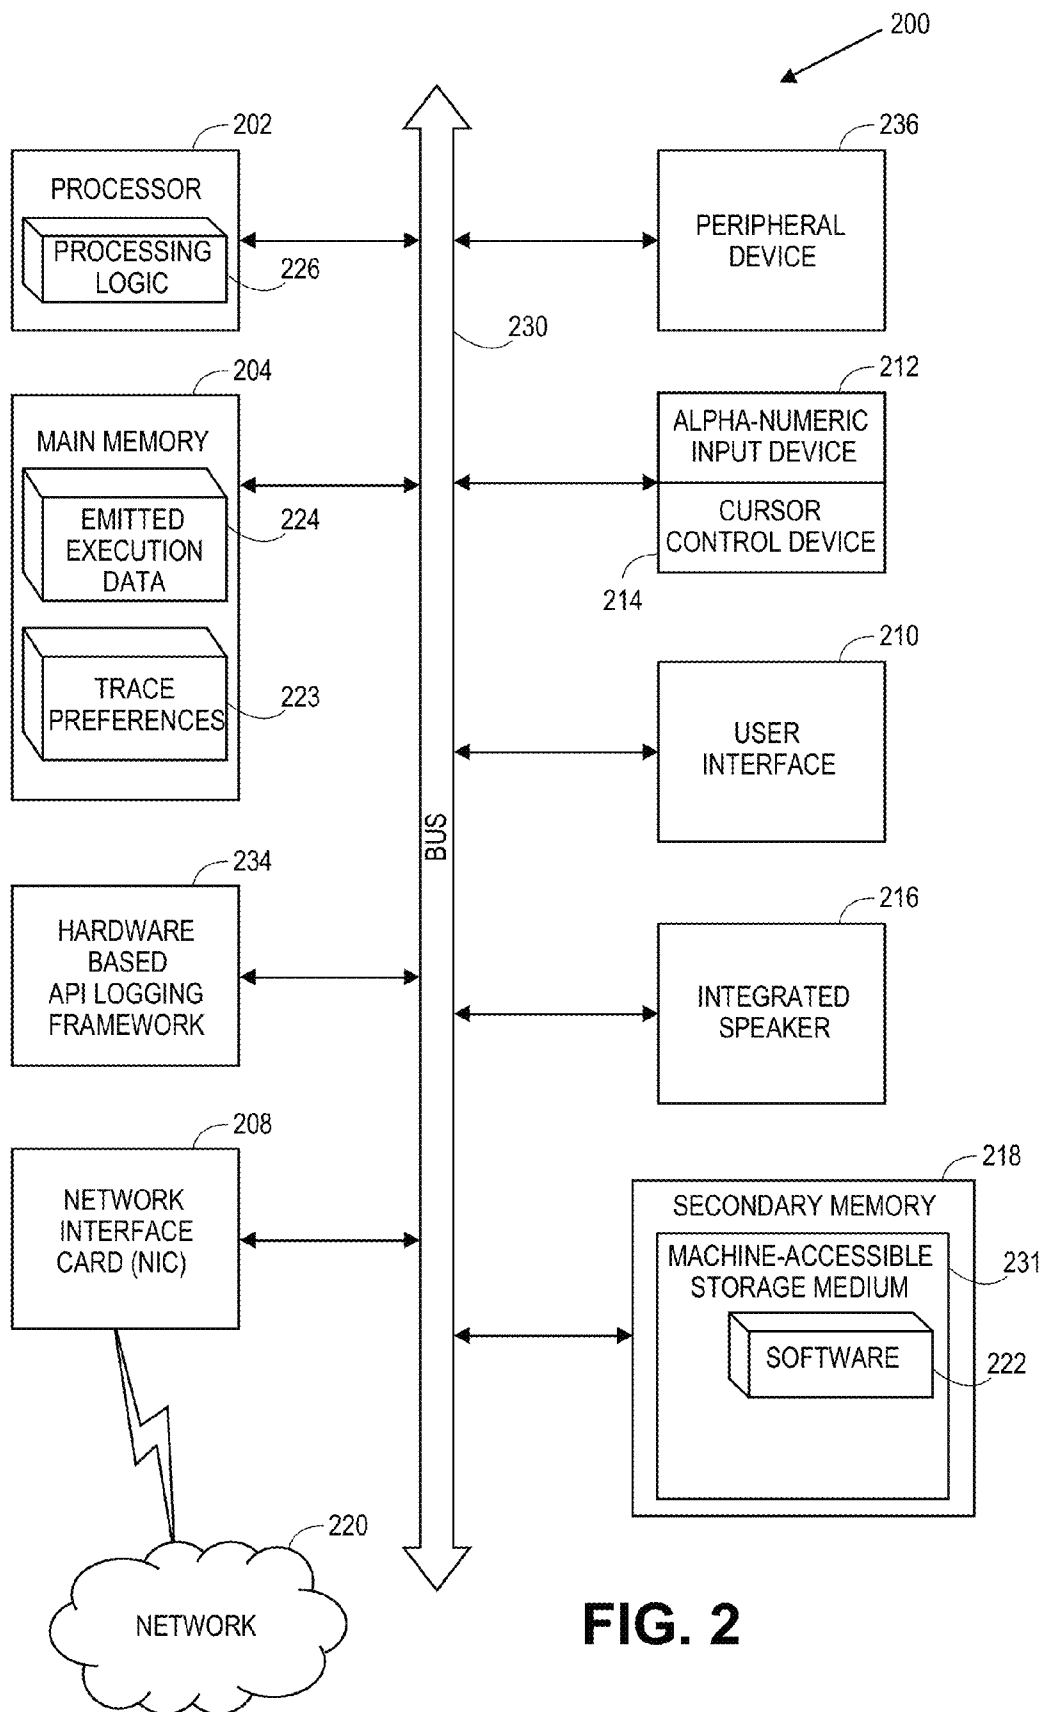 200
202
PROCESSOR
PROCESSING
LOGIC
226
236
PERIPHERAL
DEVICE
230
204
MAIN MEMORY
EMITTED
EXECUTION
DATA
224
TRACE
PREFERENCES
223
212
ALPHA-NUMERIC
INPUT DEVICE
CURSOR
CONTROL DEVICE
214
210
USER
INTERFACE
BUS
234
HARDWARE
BASED
API LOGGING
FRAMEWORK
216
INTEGRATED
SPEAKER
208
NETWORK
INTERFACE
CARD (NIC)
218
SECONDARY MEMORY
MACHINE-ACCESSIBLE
STORAGE MEDIUM
231
SOFTWARE
222
220
NETWORK
FIG. 2